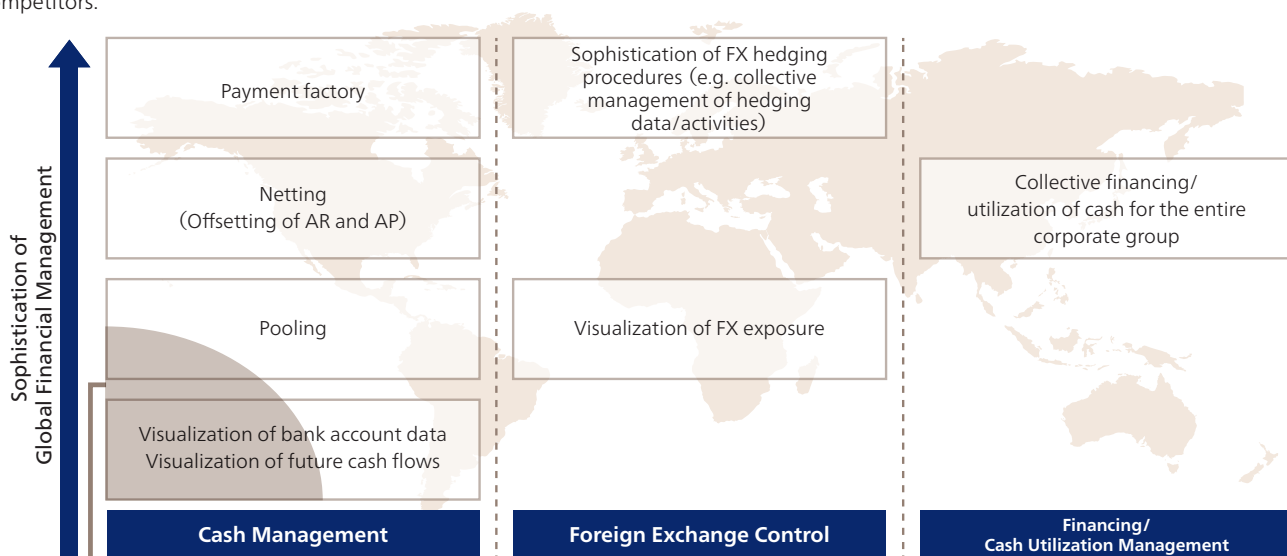 ompetitors.
Sophistication of
Global Financial Management
Payment factory
Netting
(Offsetting of AR and AP)
Pooling
Visualization of bank account data
Visualization of future cash flows
Cash Management
Sophistication of FX hedging
procedures (e.g. collective
management of hedging
data/activities)
Visualization of FX exposure
Foreign Exchange Control
Collective financing/
utilization of cash for the entire
corporate group
Financing/
Cash Utilization Management